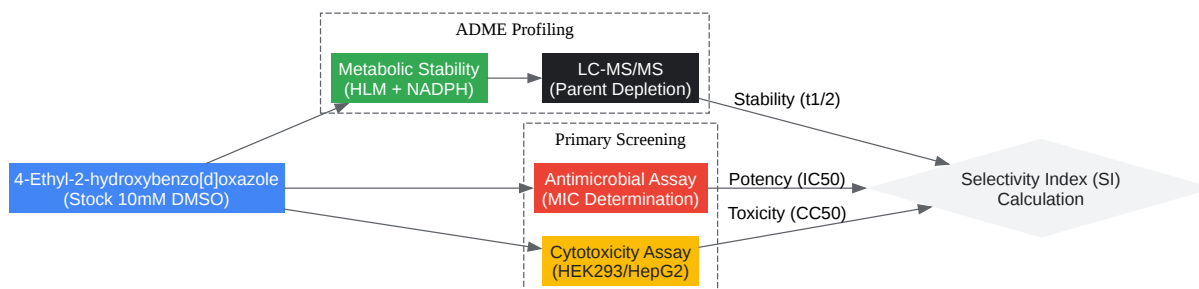 ADME Profiling
Metabolic Stability
(HLM + NADPH)
LC-MS/MS
(Parent Depletion)
Stability (t1/2)
Primary Screening
4-Ethyl-2-hydroxybenzo[d]oxazole
(Stock 10mM DMSO)
Antimicrobial Assay
(MIC Determination)
Potency (IC50)
Selectivity Index (SI)
Calculation
Toxicity (CC50)
Cytotoxicity Assay
(HEK293/HepG2)